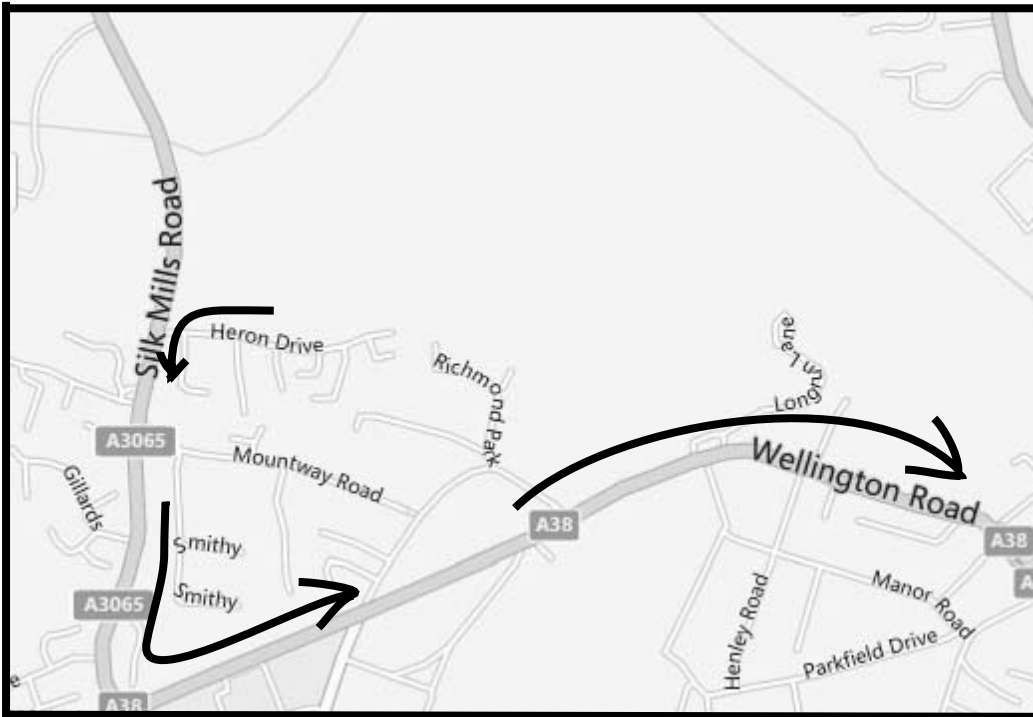 Silk Mills Road
Heron Drive
Richmond Park
Longrun Lane
A3065
Mountway Road
Wellington Road
Gillards
A38
A38
Smithy
Smithy
A3065
Henley Road
Manor Road
Parkfield Drive
A38